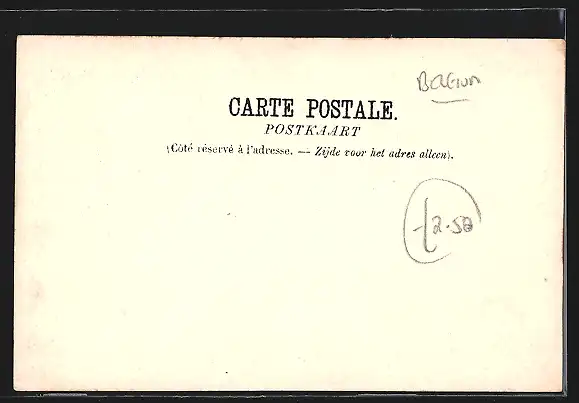 BELGIUM
CARTE POSTALE.
POSTKAART
(Côté réservé à l'adresse. — Zijde voor het adres alleen).
£2.50